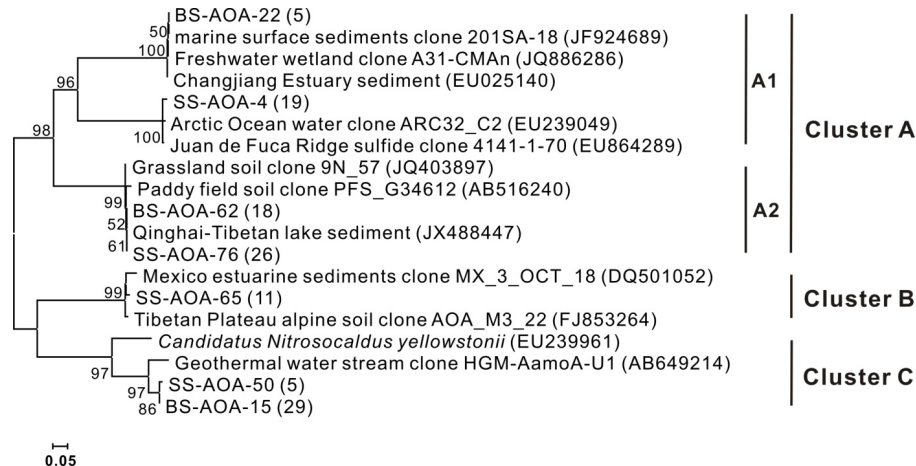 BS-AOA-22 (5)
50
marine surface sediments clone 201SA-18 (JF924689)
100
Freshwater wetland clone A31-CMAn (JQ886286)
96
Changjiang Estuary sediment (EU025140)
A1
SS-AOA-4 (19)
98
100
Arctic Ocean water clone ARC32_C2 (EU239049)
Cluster A
Juan de Fuca Ridge sulfide clone 4141-1-70 (EU864289)
Grassland soil clone 9N_57 (JQ403897)
Paddy field soil clone PFS_G34612 (AB516240)
99
BS-AOA-62 (18)
A2
52
Qinghai-Tibetan lake sediment (JX488447)
61
SS-AOA-76 (26)
Mexico estuarine sediments clone MX_3_OCT_18 (DQ501052)
99
SS-AOA-65 (11)
Cluster B
Tibetan Plateau alpine soil clone AOA_M3_22 (FJ853264)
Candidatus Nitrosocaldus yellowstonii (EU239961)
Geothermal water stream clone HGM-AamoA-U1 (AB649214)
97
Cluster C
SS-AOA-50 (5)
97
BS-AOA-15 (29)
86
0.05